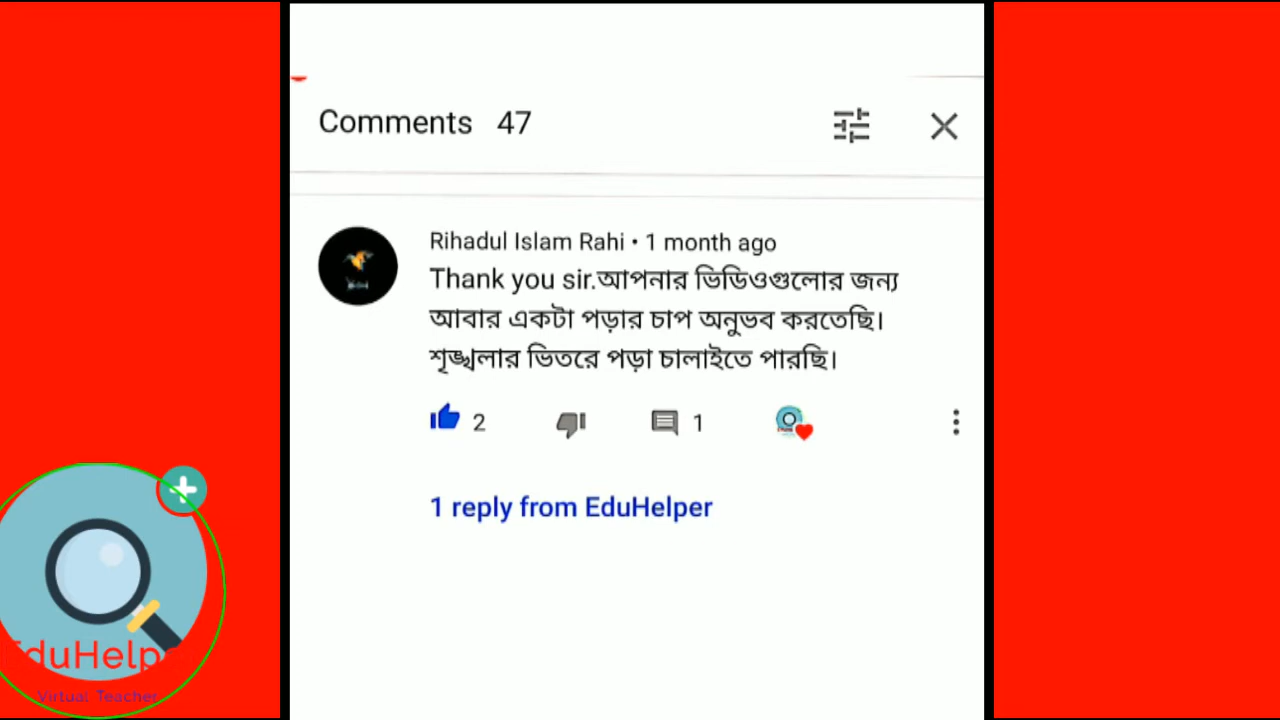 Comments 47
Rihadul Islam Rahi • 1 month ago
Thank you sir.আপনার ভিডিওগুলোর জন্য
আবার একটা পড়ার চাপ অনুভব করতেছি।
শৃঙ্খলার ভিতরে পড়া চালাইতে পারছি।
2
1
1 reply from EduHelper
EduHelpe
Virtual Teacher